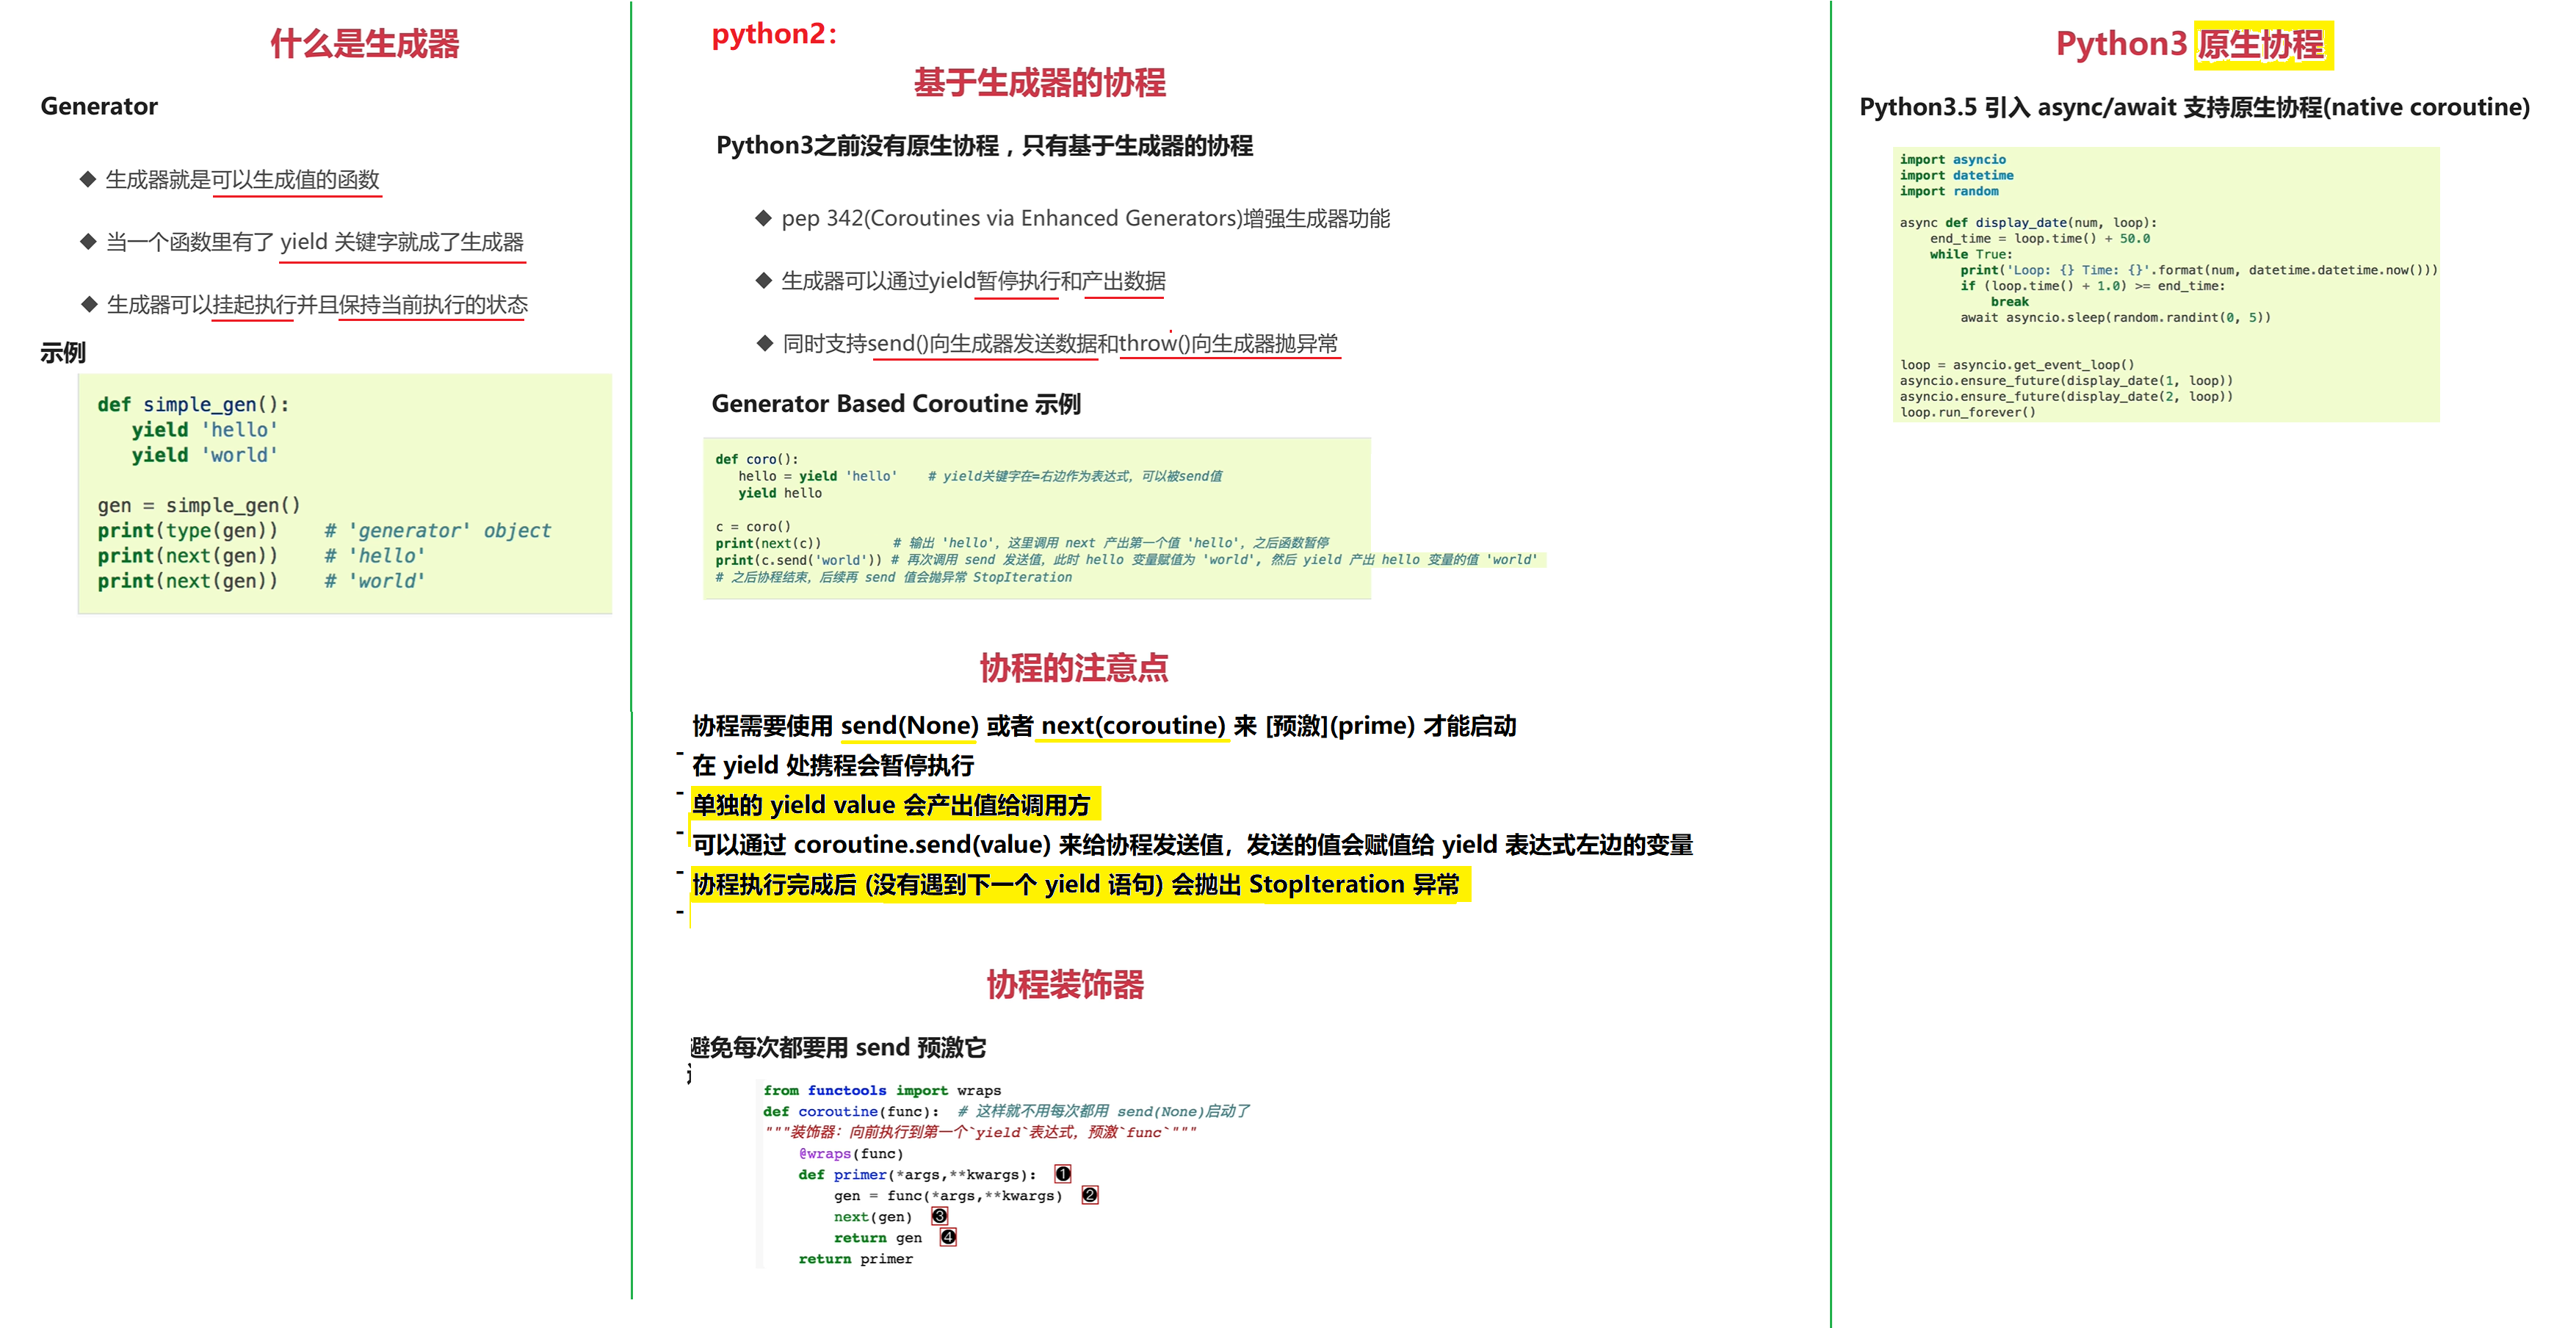 什么是生成器
Generator
◆ 生成器就是可以生成值的函数
◆ 当一个函数里有了 yield 关键字就成了生成器
◆ 生成器可以挂起执行并且保持当前执行的状态
示例
def simple_gen():
   yield 'hello'
   yield 'world'

gen = simple_gen()
print(type(gen))    # 'generator' object
print(next(gen))    # 'hello'
print(next(gen))    # 'world'
python2：
基于生成器的协程
Python3之前没有原生协程，只有基于生成器的协程
◆ pep 342(Coroutines via Enhanced Generators)增强生成器功能
◆ 生成器可以通过yield暂停执行和产出数据
◆ 同时支持send()向生成器发送数据和throw()向生成器抛异常
Generator Based Coroutine 示例
def coro():
   hello = yield 'hello'    # yield关键字在=右边作为表达式，可以被send值
   yield hello

c = coro()
print(next(c))          # 输出 'hello'，这里调用 next 产出第一个值 'hello'，之后函数暂停
print(c.send('world')) # 再次调用 send 发送值，此时 hello 变量赋值为 'world'，然后 yield 产出 hello 变量的值 'world'
# 之后协程结束，后续再 send 值会抛异常 StopIteration
协程的注意点
协程需要使用 send(None) 或者 next(coroutine) 来 [预激](prime) 才能启动
- 在 yield 处携程会暂停执行
- 单独的 yield value 会产出值给调用方
- 可以通过 coroutine.send(value) 来给协程发送值，发送的值会赋值给 yield 表达式左边的变量
- 协程执行完成后 (没有遇到下一个 yield 语句) 会抛出 StopIteration 异常
-
协程装饰器
避免每次都要用 send 预激它
from functools import wraps
def coroutine(func):  # 这样就不用每次都用 send(None)启动了
"""装饰器：向前执行到第一个`yield`表达式，预激`func`"""
    @wraps(func)
    def primer(*args,**kwargs):  ❶
        gen = func(*args,**kwargs)  ❷
        next(gen)  ❸
        return gen  ❹
    return primer
Python3 原生协程
Python3.5 引入 async/await 支持原生协程(native coroutine)
import asyncio
import datetime
import random

async def display_date(num, loop):
    end_time = loop.time() + 50.0
    while True:
        print('Loop: {} Time: {}'.format(num, datetime.datetime.now()))
        if (loop.time() + 1.0) >= end_time:
            break
        await asyncio.sleep(random.randint(0, 5))

loop = asyncio.get_event_loop()
asyncio.ensure_future(display_date(1, loop))
asyncio.ensure_future(display_date(2, loop))
loop.run_forever()